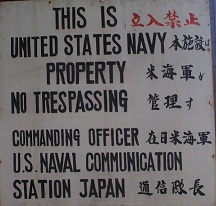 THIS IS 立入禁止
UNITED STATES NAVY 本施設は
PROPERTY 米海軍が
NO TRESPASSING 管理す
COMMANDING OFFICER 在日米海軍
U.S. NAVAL COMMUNICATION
STATION JAPAN 通信隊長